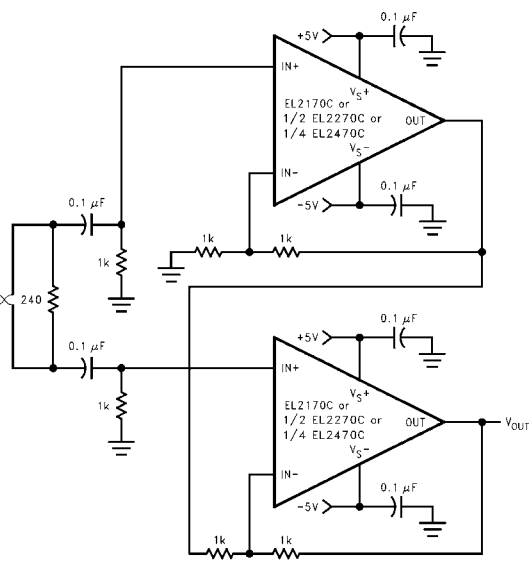 0.1 µF
+5V
IN+
VS+
EL2170C or
1/2 EL2270C or
1/4 EL2470C
OUT
VS−
IN−
0.1 µF
−5V
0.1 µF
1k
1k
1k
240
0.1 µF
1k
0.1 µF
+5V
IN+
VS+
EL2170C or
1/2 EL2270C or
1/4 EL2470C
OUT
VOUT
VS−
IN−
0.1 µF
−5V
1k
1k